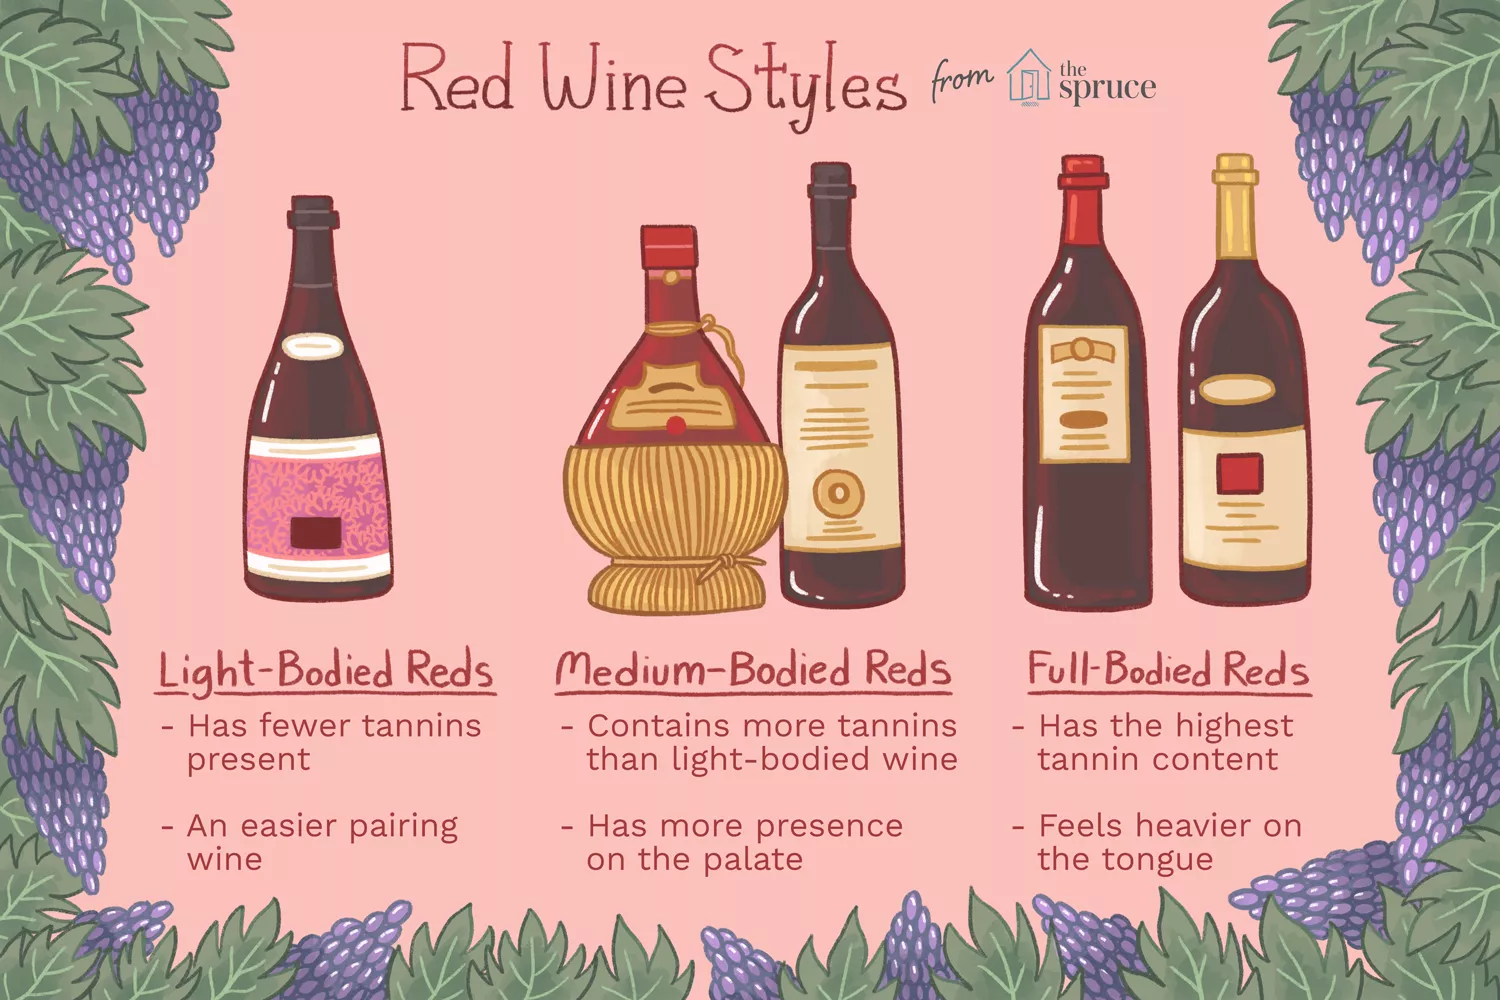 Red Wine Styles from the spruce
Light-Bodied Reds
- Has fewer tannins
present
- An easier pairing
wine
Medium-Bodied Reds
- Contains more tannins
than light-bodied wine
- Has more presence
on the palate
Full-Bodied Reds
- Has the highest
tannin content
- Feels heavier on
the tongue